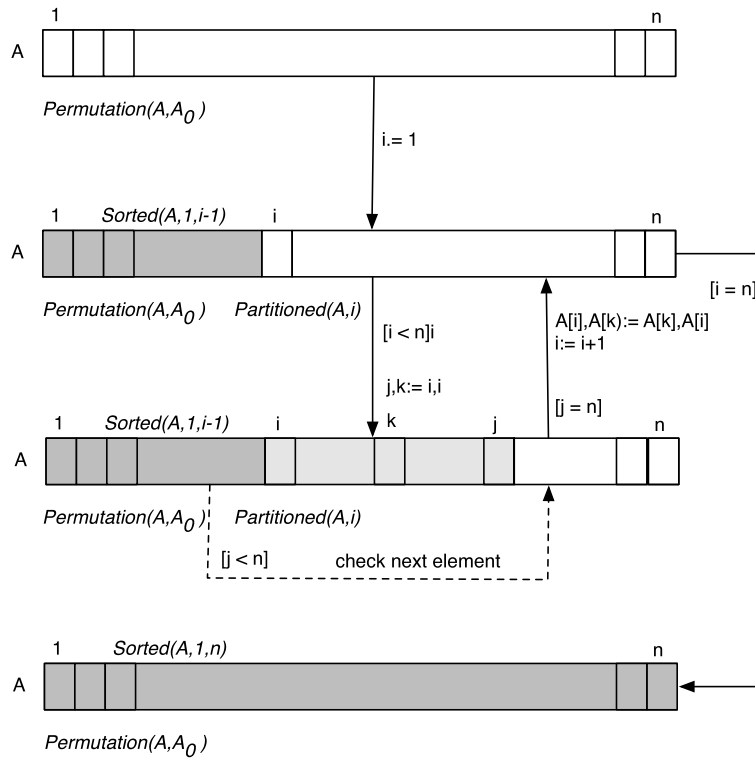 1 n
A
Permutation(A,A0 )
i.= 1
1 Sorted(A,1,i-1) i n
A
[i = n]
Permutation(A,A0 ) Partitioned(A,i)
A[i],A[k):= A[k],A[i]
[i < n]i
i:= i+1
j,k:= i,i
[j = n]
1 Sorted(A,1,i-1) i k j n
A
Permutation(A,A0 ) Partitioned(A,i)
[j < n] check next element
1 Sorted(A,1,n) n
A
Permutation(A,A0 )